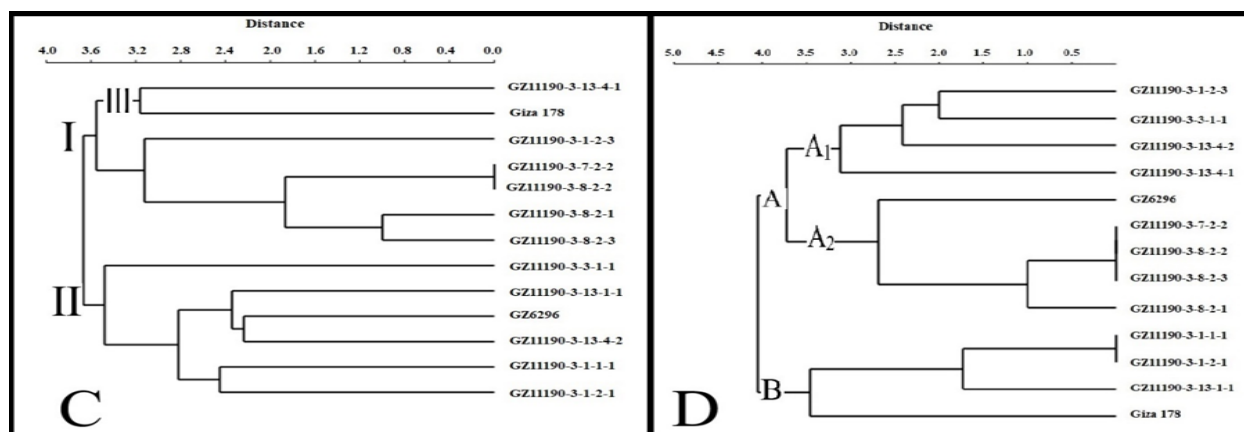 Distance
4.0 3.6 3.2 2.8 2.4 2.0 1.6 1.2 0.8 0.4 0.0
GZ11190-3-13-4-1
III
Giza 178
I
GZ11190-3-1-2-3
GZ11190-3-7-2-2
GZ11190-3-8-2-2
GZ11190-3-8-2-1
GZ11190-3-8-2-3
GZ11190-3-3-1-1
GZ11190-3-13-1-1
II
GZ6296
GZ11190-3-13-4-2
GZ11190-3-1-1-1
GZ11190-3-1-2-1
C
Distance
5.0 4.5 4.0 3.0 2.0 1.0 0.5
GZ11190-3-1-2-3
GZ11190-3-3-1-1
A1
GZ11190-3-13-4-2
GZ11190-3-13-4-1
A
GZ6296
GZ11190-3-7-2-2
A2
GZ11190-3-8-2-2
GZ11190-3-8-2-3
GZ11190-3-8-2-1
GZ11190-3-1-1-1
GZ11190-3-1-2-1
B
GZ11190-3-13-1-1
Giza 178
D